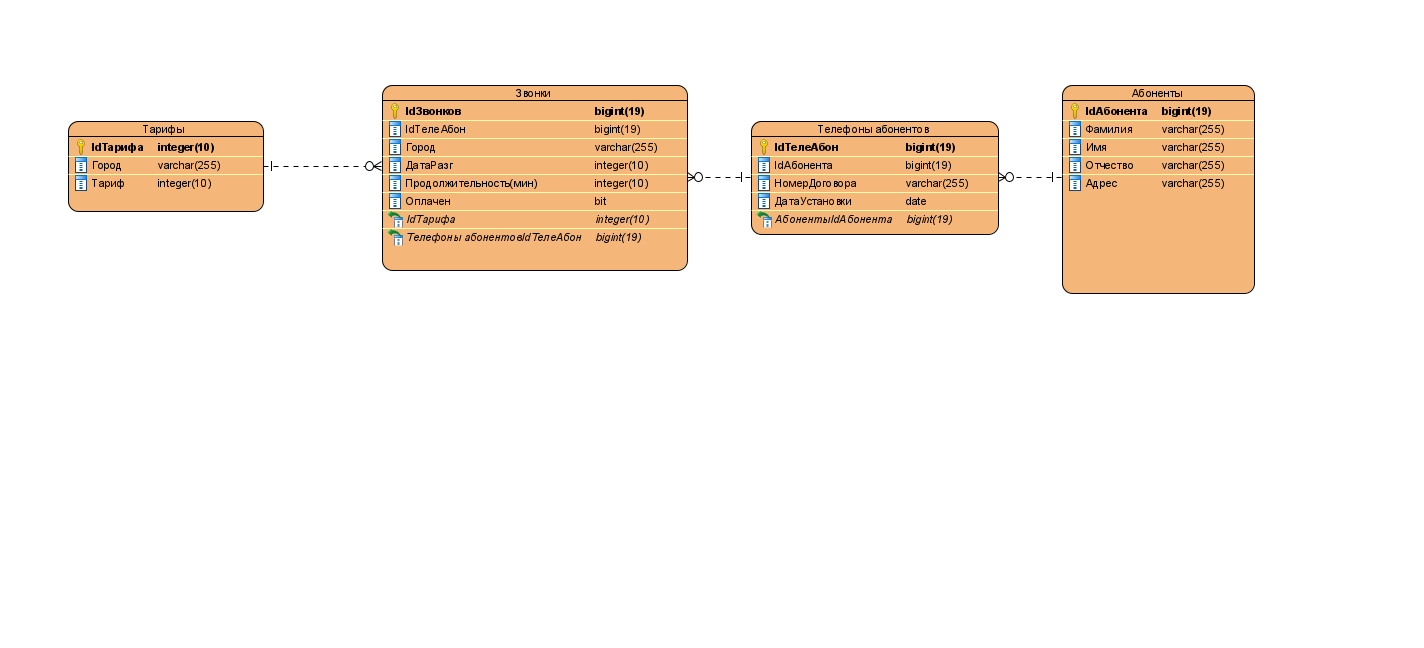 Тарифы
IdТарифа integer(10)
Город varchar(255)
Тариф integer(10)
Звонки
IdЗвонков bigint(19)
IdТелеАбон bigint(19)
Город varchar(255)
ДатаРазг integer(10)
Продолжительность(мин) integer(10)
Оплачен bit
IdТарифа integer(10)
Телефоны абонентовIdТелеАбон bigint(19)
Телефоны абонентов
IdТелеАбон bigint(19)
IdАбонента bigint(19)
НомерДоговора varchar(255)
ДатаУстановки date
АбонентыIdАбонента bigint(19)
Абоненты
IdАбонента bigint(19)
Фамилия varchar(255)
Имя varchar(255)
Отчество varchar(255)
Адрес varchar(255)